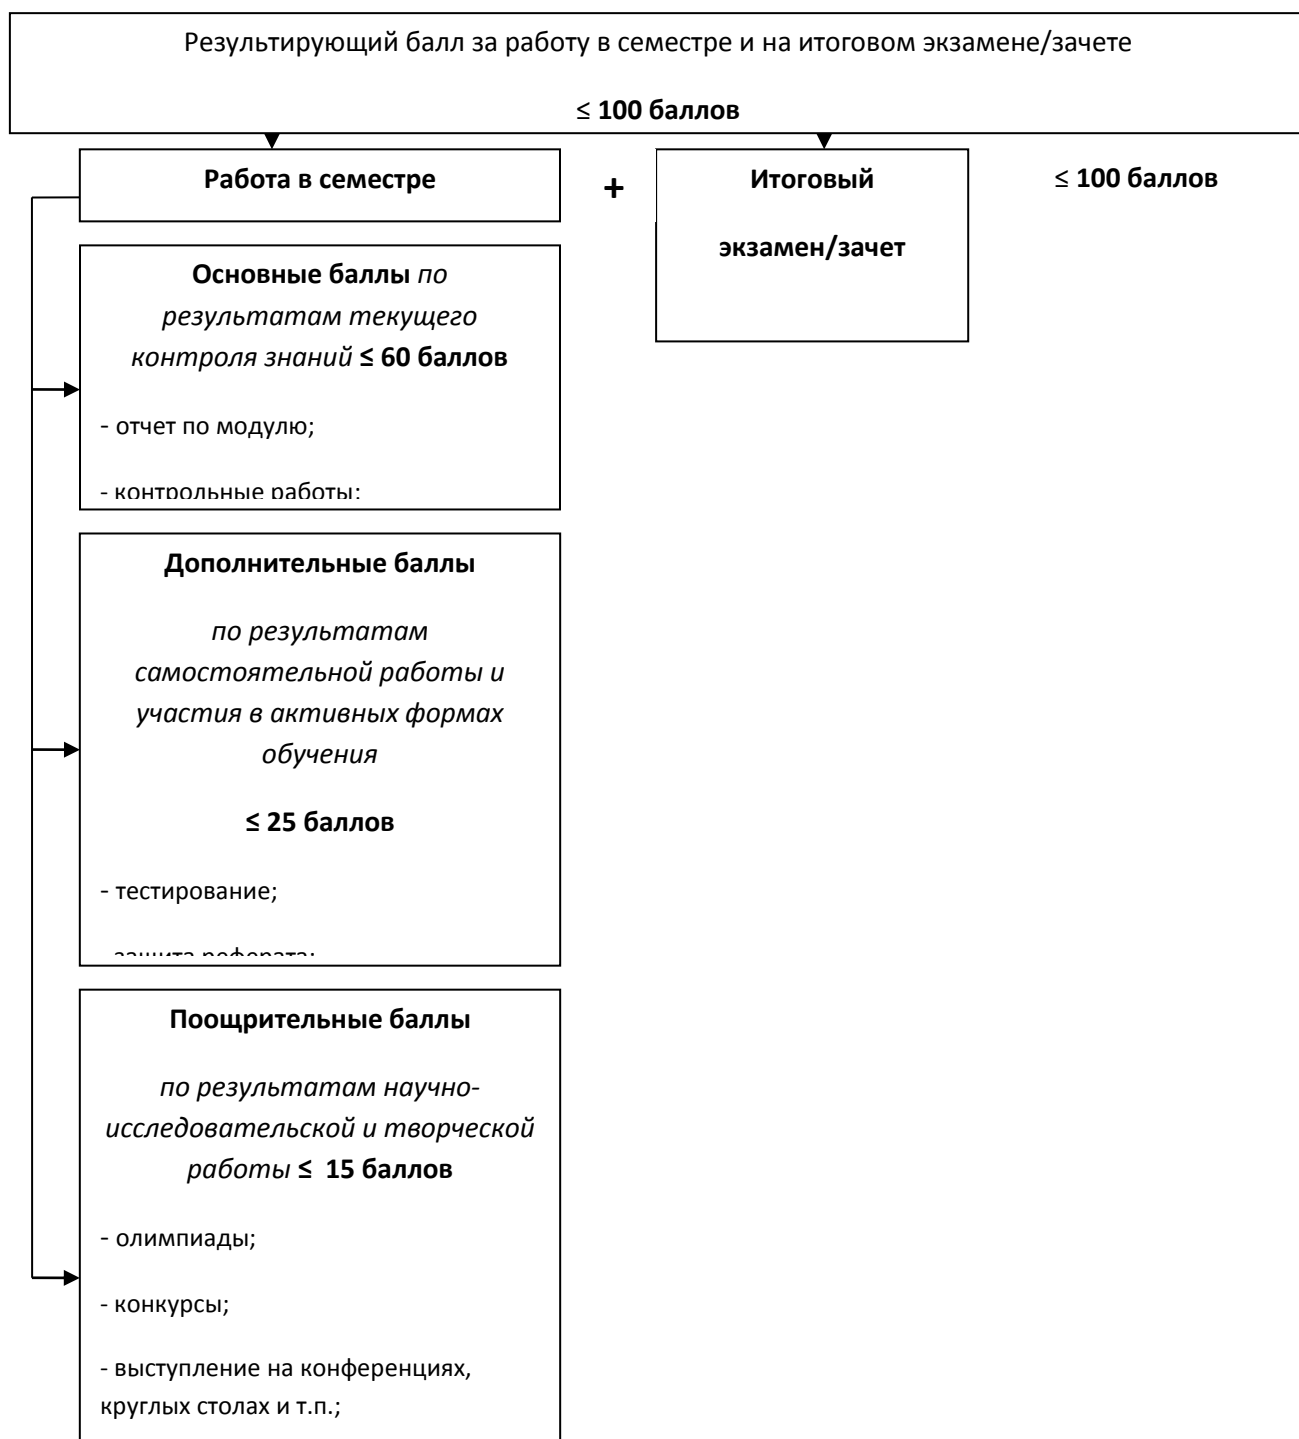 Результирующий балл за работу в семестре и на итоговом экзамене/зачете
≤ 100 баллов
Работа в семестре
+
Итоговый
экзамен/зачет
≤ 100 баллов
Основные баллы по
результатам текущего
контроля знаний ≤ 60 баллов
- отчет по модулю;
- контрольные работы;
Дополнительные баллы
по результатам
самостоятельной работы и
участия в активных формах
обучения
≤ 25 баллов
- тестирование;
защита реферата;
Поощрительные баллы
по результатам научно-
исследовательской и творческой
работы ≤ 15 баллов
- олимпиады;
- конкурсы;
- выступление на конференциях,
круглых столах и т.п.;